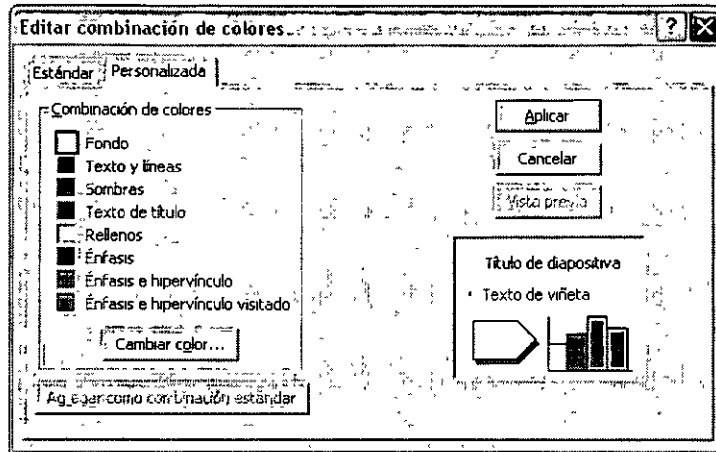 Editar combinación de colores
Estándar
Personalizada
Combinación de colores
Fondo
Texto y líneas
Sombras
Texto de título
Rellenos
Énfasis
Énfasis e hipervínculo
Énfasis e hipervínculo visitado
Cambiar color...
Agregar como combinación estándar
Aplicar
Cancelar
Vista previa
Título de diapositiva
• Texto de viñeta